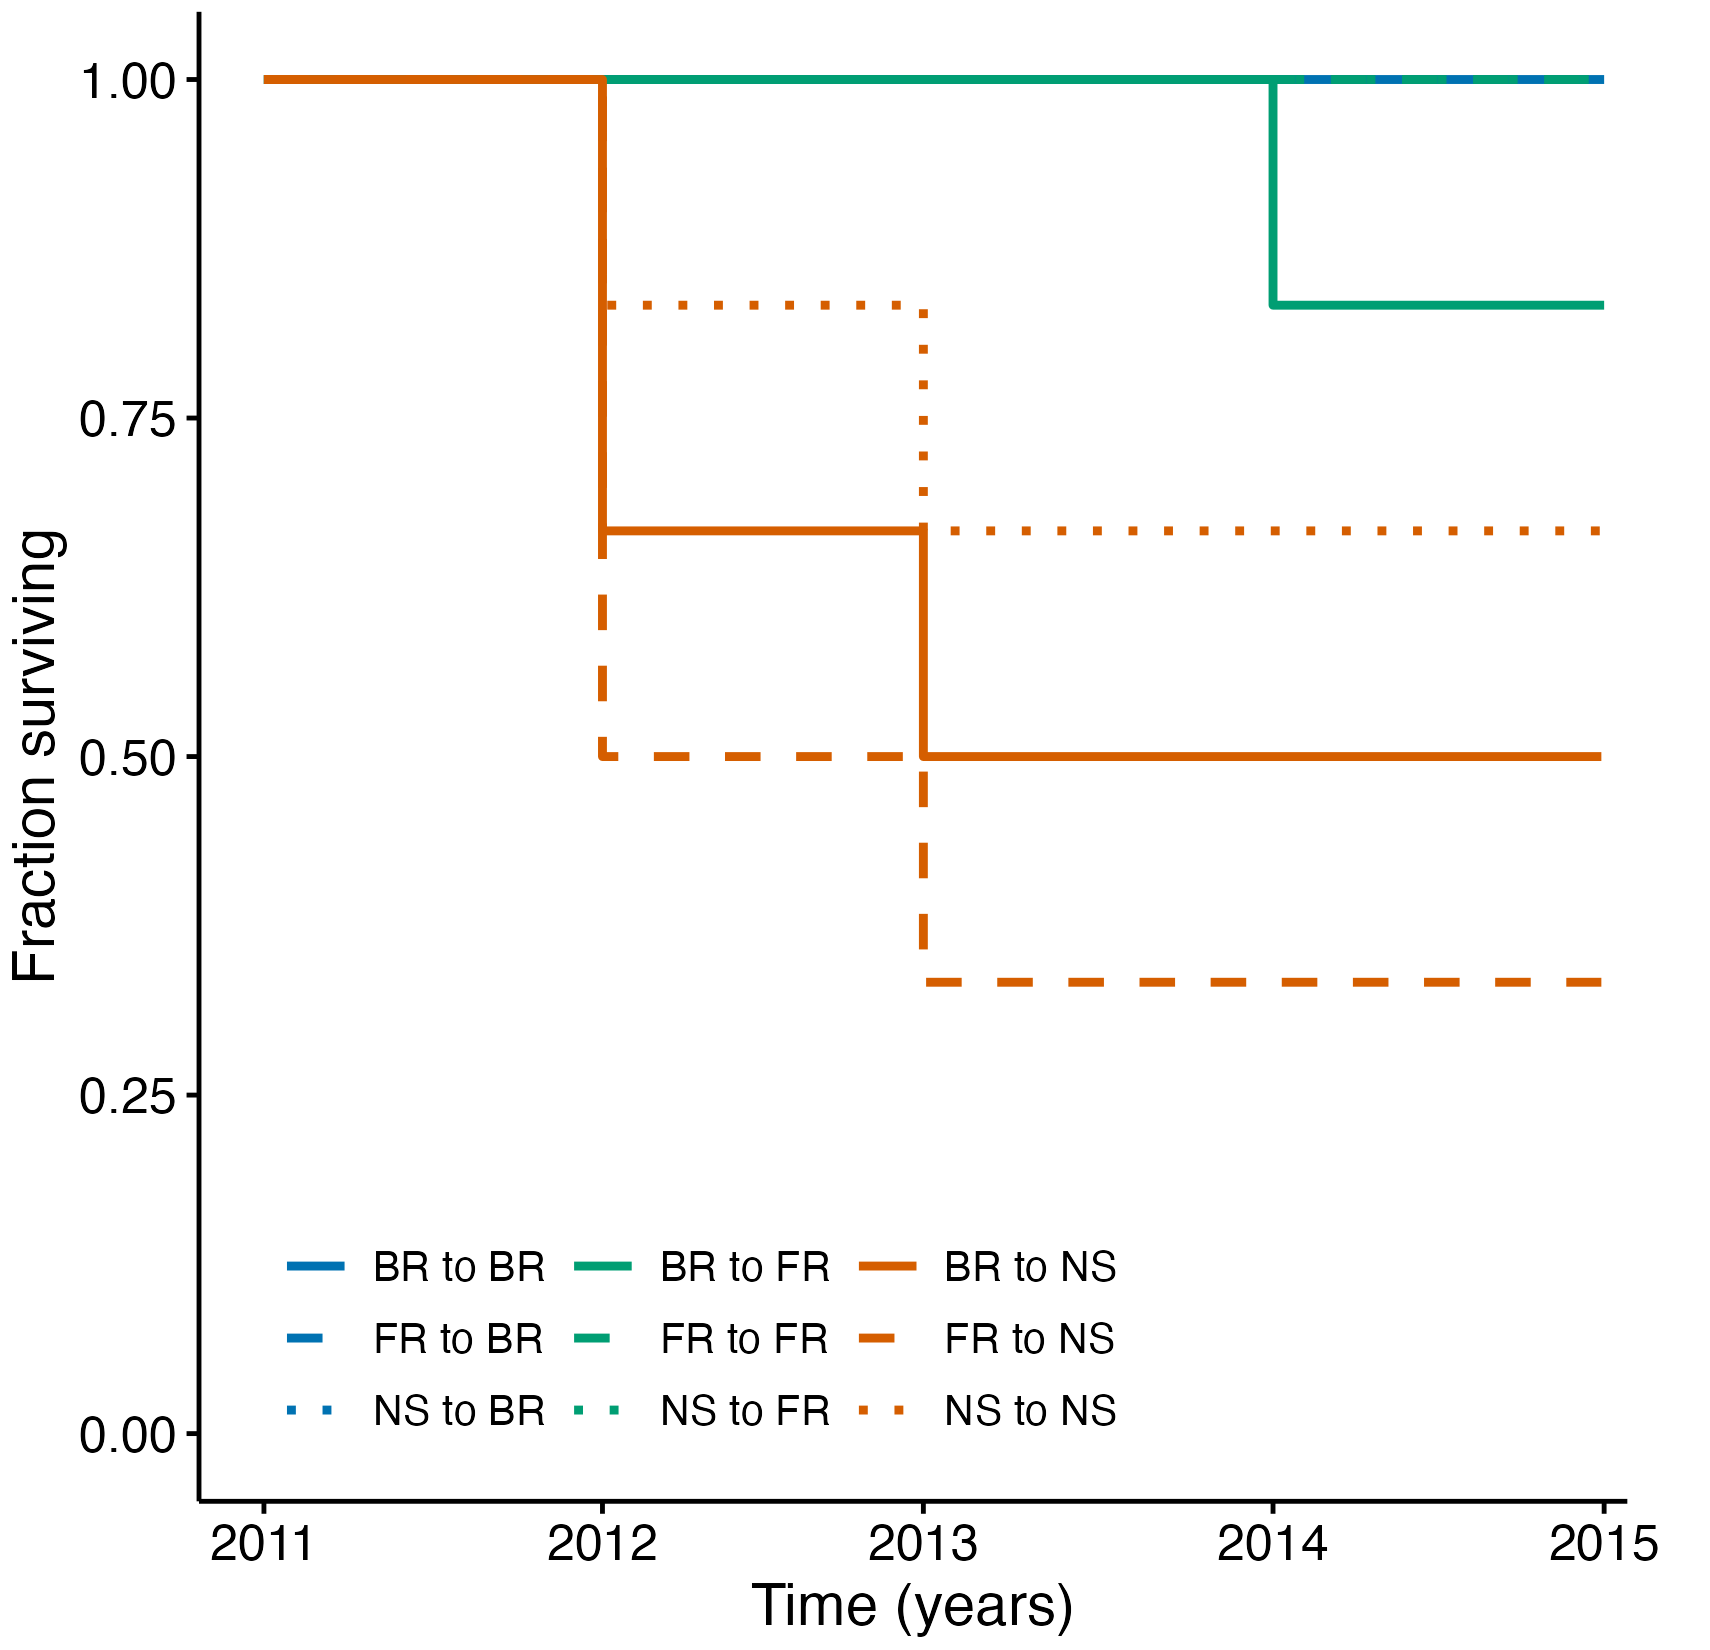 Fraction surviving
1.00
0.75
0.50
0.25
0.00
BR to BR BR to FR BR to NS
FR to BR FR to FR FR to NS
NS to BR NS to FR NS to NS
2011 2012 2013 2014 2015
Time (years)